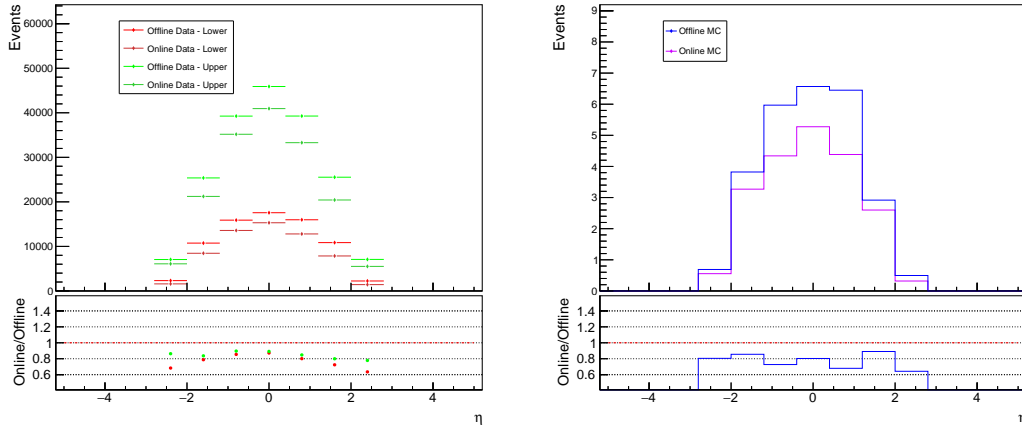 Events
60000
50000
40000
30000
20000
10000
0
Offline Data - Lower
Online Data - Lower
Offline Data - Upper
Online Data - Upper
Online/Offline
1.4
1.2
1
0.8
0.6
−4 −2 0 2 4
η
Events
9
8
7
6
5
4
3
2
1
0
Offline MC
Online MC
Online/Offline
1.4
1.2
1
0.8
0.6
−4 −2 0 2 4
η